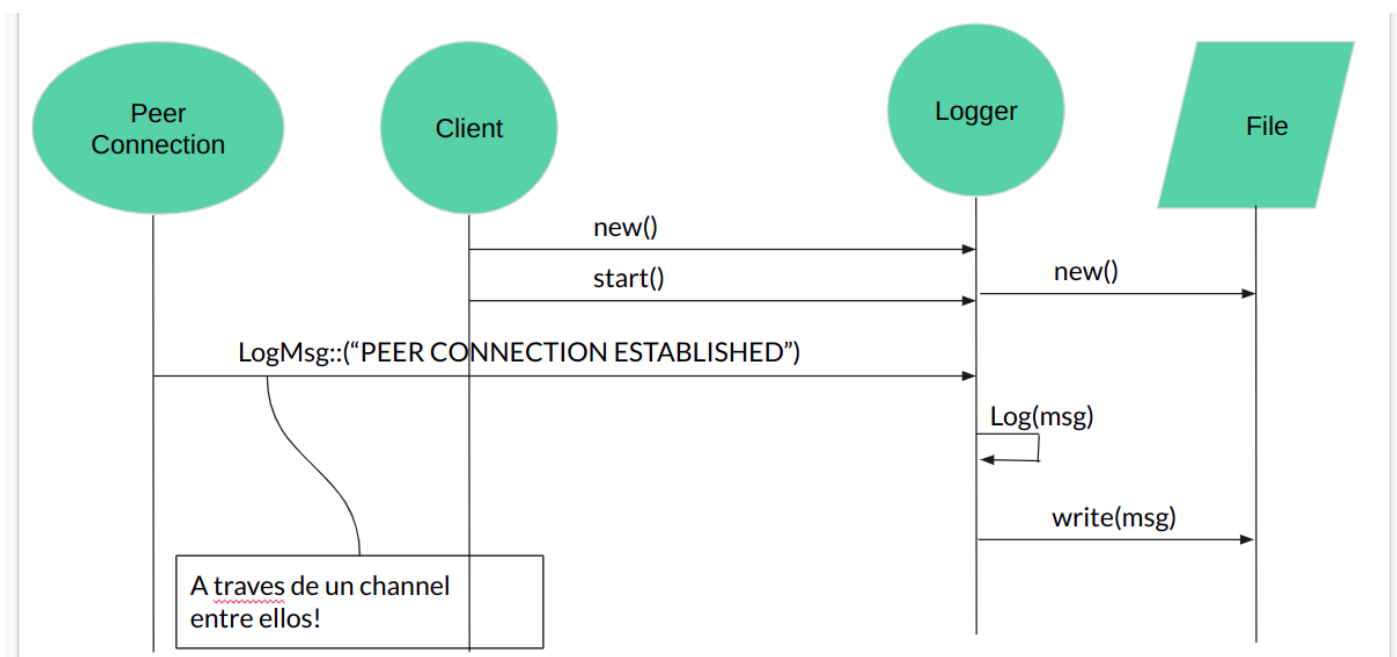 Peer
Connection
Client
Logger
File
new()
start()
new()
LogMsg::(“PEER CONNECTION ESTABLISHED”)
Log(msg)
write(msg)
A traves de un channel
entre ellos!